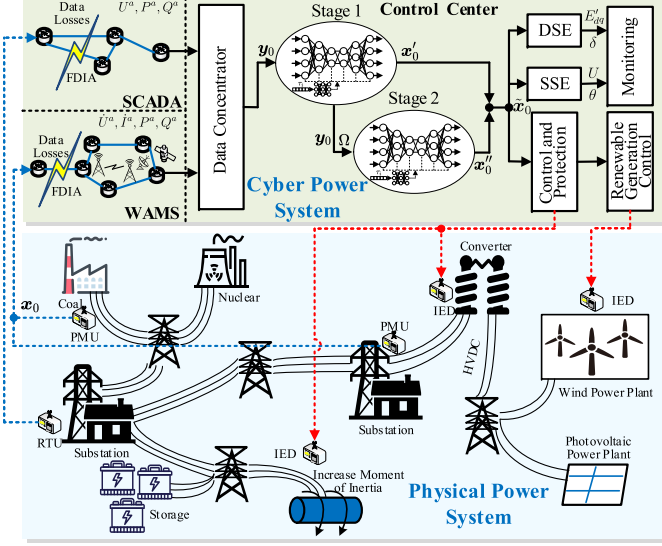 Data
Losses
U^a, P^a, Q^a
FDIA
SCADA
Data
Losses
U̇^a, İ^a, P^a, Q^a
FDIA
WAMS
Data Concentrator
y_0
Stage 1
Control Center
x_0′
Stage 2
y_0
Ω
x_0″
x̃_0
DSE
E′_dq
δ
SSE
U
θ
Monitoring
Control and
Protection
Renewable
Generation
Control
Cyber Power
System
x_0
Coal
Nuclear
PMU
Converter
IED
IED
PMU
HVDC
Wind Power Plant
RTU
Substation
Substation
IED
Storage
Increase Moment
of Inertia
Photovoltaic
Power Plant
Physical Power
System